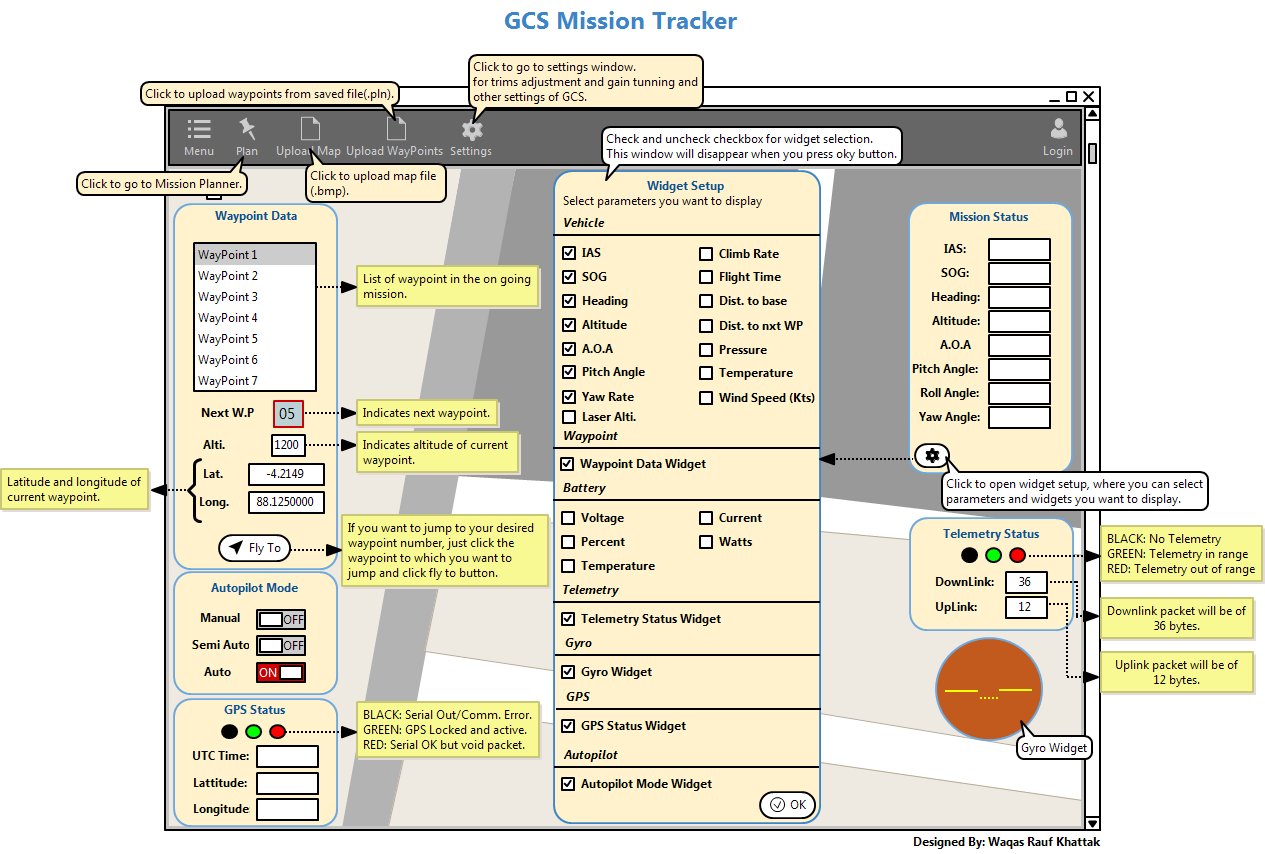 GCS Mission Tracker
Click to go to settings window.
for trims adjustment and gain tunning and
other settings of GCS.
Click to upload waypoints from saved file(.pln).
Menu
Plan
Upload Map
Upload WayPoints
Settings
Login
Check and uncheck checkbox for widget selection.
This window will disappear when you press oky button.
Click to go to Mission Planner.
Click to upload map file
(.bmp).
Waypoint Data
WayPoint 1
WayPoint 2
WayPoint 3
WayPoint 4
WayPoint 5
WayPoint 6
WayPoint 7
List of waypoint in the on going
mission.
Next W.P 05
Indicates next waypoint.
Alti. 1200
Indicates altitude of current
waypoint.
Lat. -4.2149
Long. 88.1250000
Latitude and longitude of
current waypoint.
Fly To
If you want to jump to your desired
waypoint number, just click the
waypoint to which you want to
jump and click fly to button.
Autopilot Mode
Manual OFF
Semi Auto OFF
Auto ON
GPS Status
BLACK: Serial Out/Comm. Error.
GREEN: GPS Locked and active.
RED: Serial OK but void packet.
UTC Time:
Lattitude:
Longitude
Widget Setup
Select parameters you want to display
Vehicle
IAS
SOG
Heading
Altitude
A.O.A
Pitch Angle
Yaw Rate
Laser Alti.
Climb Rate
Flight Time
Dist. to base
Dist. to nxt WP
Pressure
Temperature
Wind Speed (Kts)
Waypoint
Waypoint Data Widget
Battery
Voltage
Percent
Temperature
Current
Watts
Telemetry
Telemetry Status Widget
Gyro
Gyro Widget
GPS
GPS Status Widget
Autopilot
Autopilot Mode Widget
OK
Mission Status
IAS:
SOG:
Heading:
Altitude:
A.O.A
Pitch Angle:
Roll Angle:
Yaw Angle:
Click to open widget setup, where you can select
parameters and widgets you want to display.
Telemetry Status
BLACK: No Telemetry
GREEN: Telemetry in range
RED: Telemetry out of range
DownLink: 36
UpLink: 12
Downlink packet will be of
36 bytes.
Uplink packet will be of
12 bytes.
Gyro Widget
Designed By: Waqas Rauf Khattak